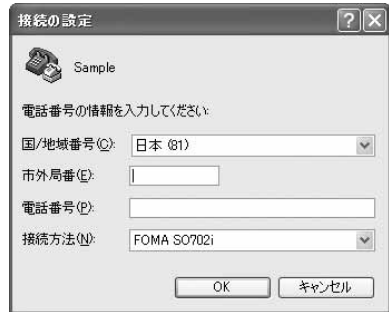 接続の設定
Sample
電話番号の情報を入力してください:
国/地域番号(C): 日本 (81)
市外局番(E):
電話番号(P):
接続方法(N): FOMA SO702i
OK キャンセル